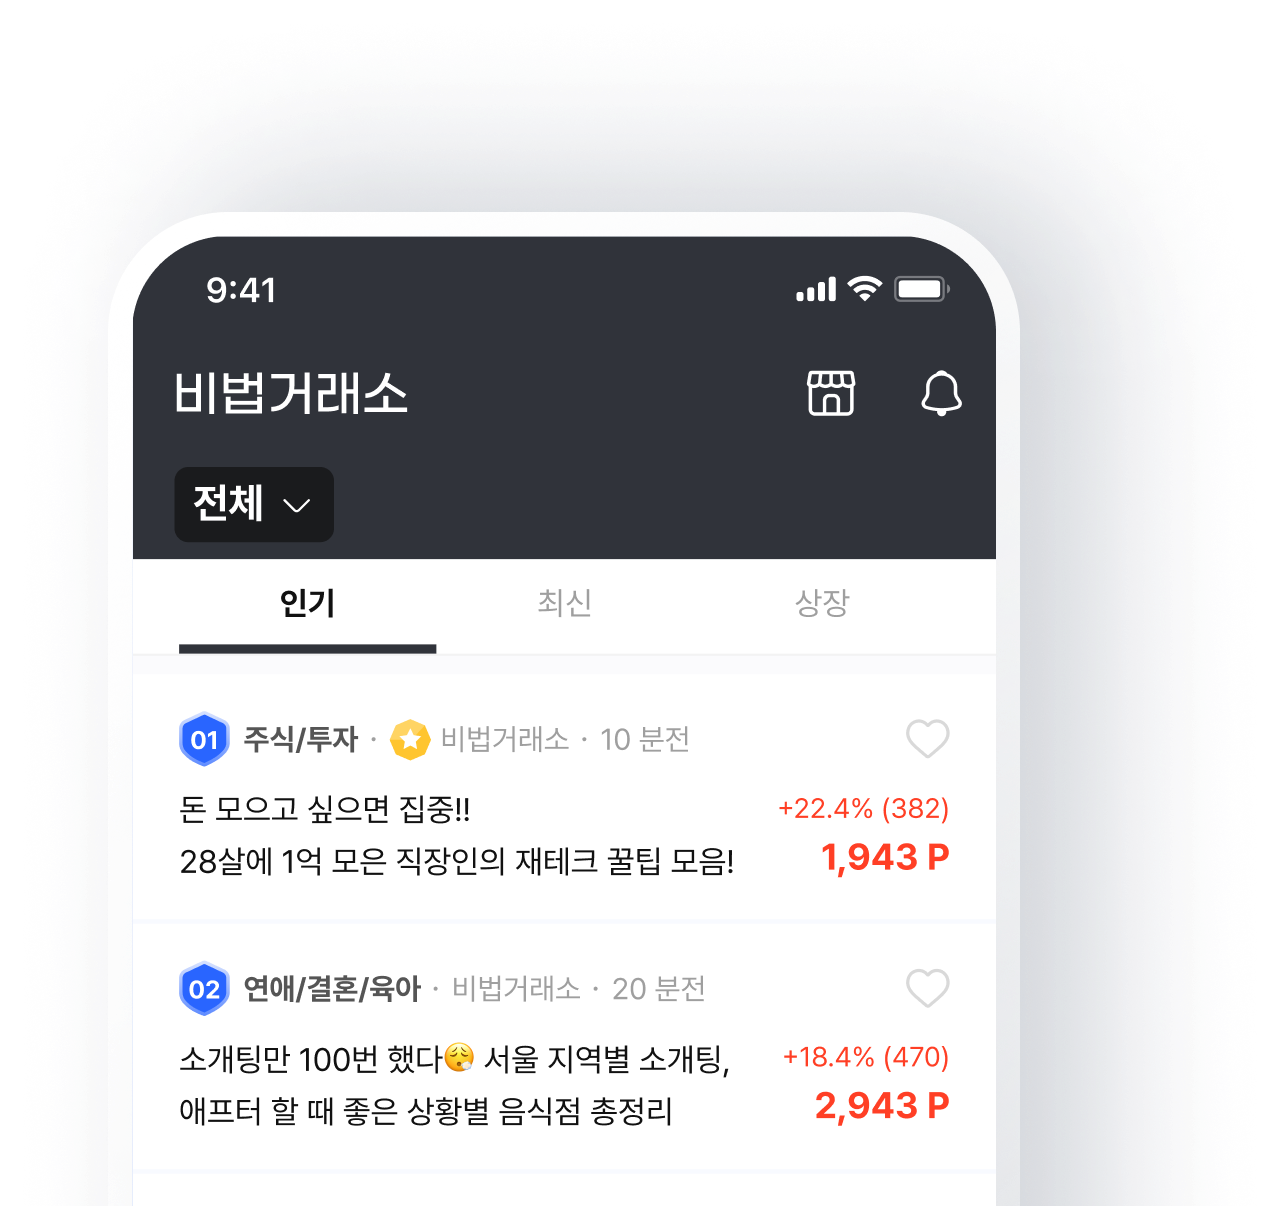 9:41
비법거래소
전체
인기 최신 상장
01 주식/투자 · 비법거래소 · 10 분전
돈 모으고 싶으면 집중!! +22.4% (382)
28살에 1억 모은 직장인의 재테크 꿀팁 모음! 1,943 P
02 연애/결혼/육아 · 비법거래소 · 20 분전
소개팅만 100번 했다😮‍💨 서울 지역별 소개팅, +18.4% (470)
애프터 할 때 좋은 상황별 음식점 총정리 2,943 P